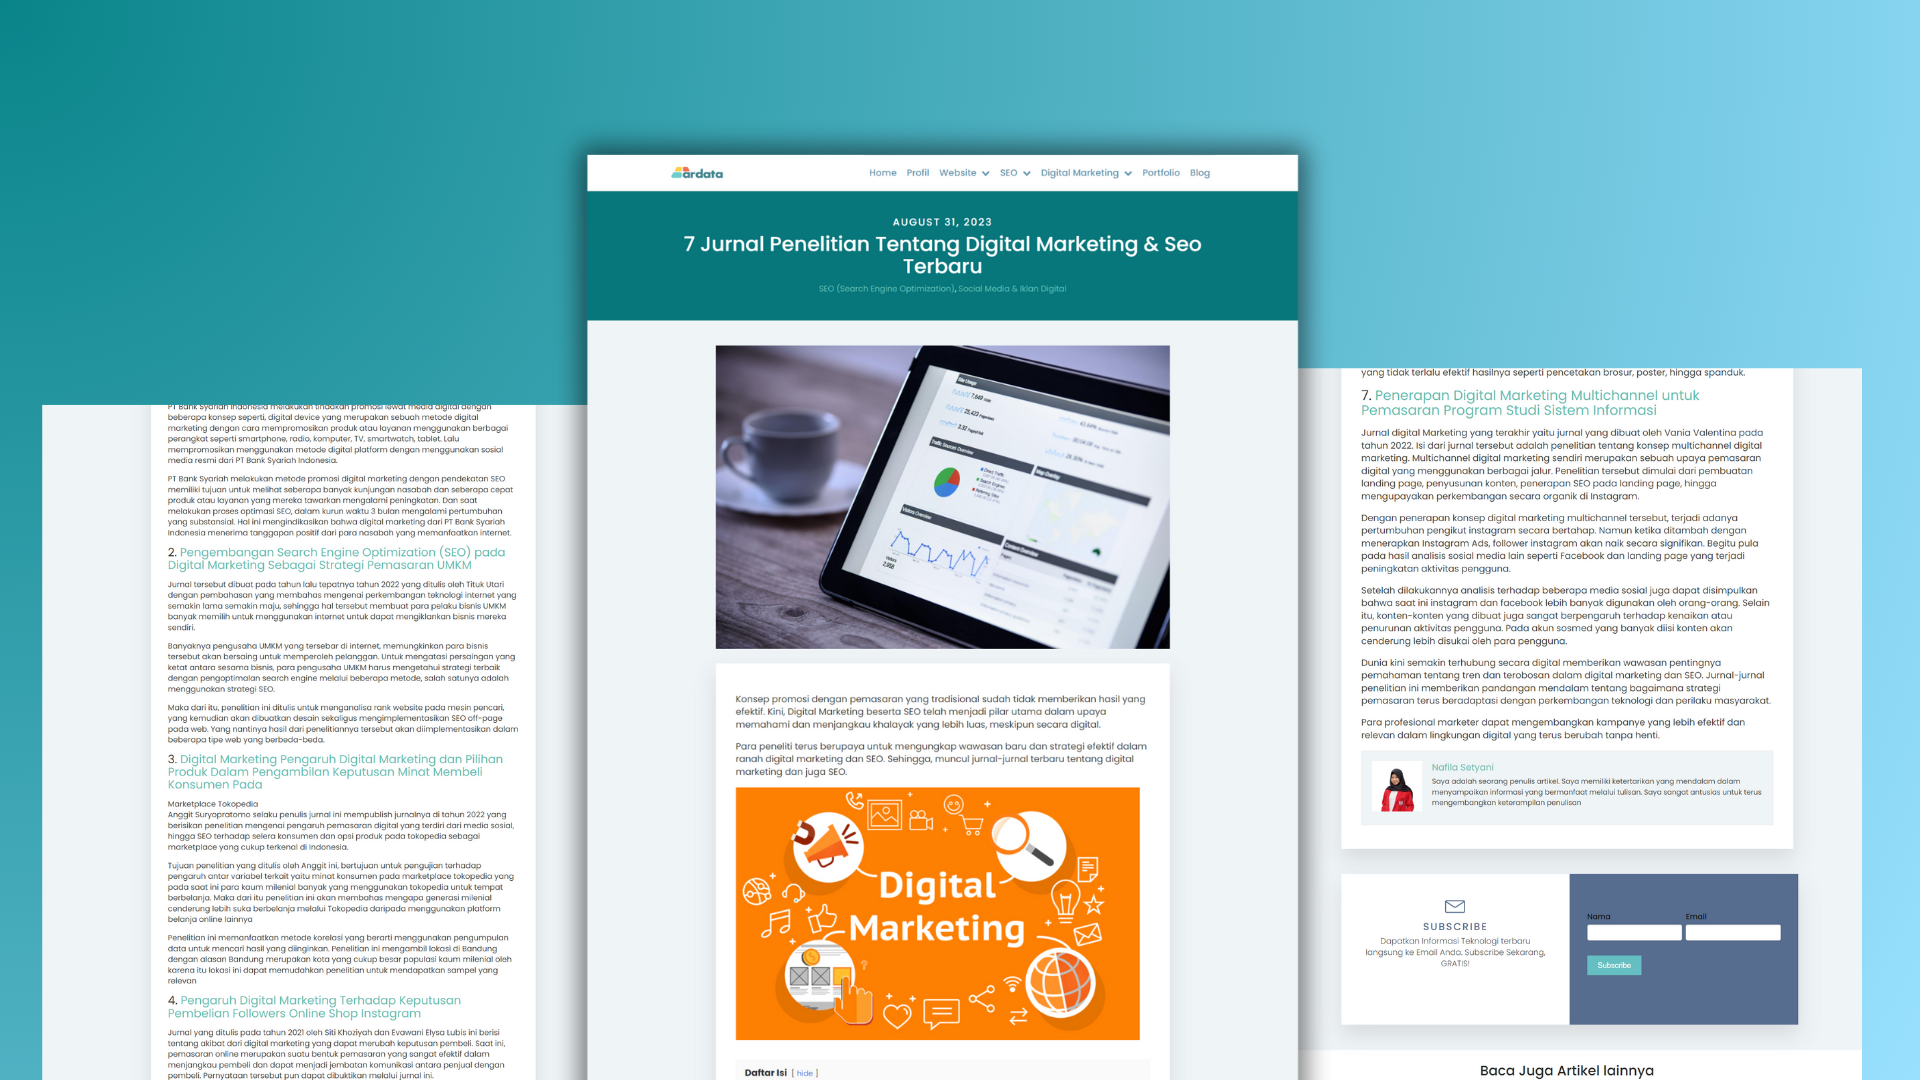 ardata
Home Profil Website SEO Digital Marketing Portfolio Blog
AUGUST 31, 2023
7 Jurnal Penelitian Tentang Digital Marketing & Seo
Terbaru
SEO (Search Engine Optimization), Social Media & Iklan Digital
Site Usage
7,649
25,423
3.32
Traffic Sources Overview
Direct Traffic
Search Engines
Referring Sites
Map Overlay
Visitors Overview
Visitors
Content Overview
Konsep promosi dengan pemasaran yang tradisional sudah tidak memberikan hasil yang
efektif. Kini, Digital Marketing beserta SEO telah menjadi pilar utama dalam upaya
memahami dan menjangkau khalayak yang lebih luas, meskipun secara digital.
Para peneliti terus berupaya untuk mengungkap wawasan baru dan strategi efektif dalam
ranah digital marketing dan SEO. Sehingga, muncul jurnal-jurnal terbaru tentang digital
marketing dan juga SEO.
Digital
Marketing
Daftar Isi [ hide ]
PT Bank Syariah Indonesia melakukan tindakan promosi lewat media digital dengan
beberapa konsep seperti, digital device yang merupakan sebuah metode digital
marketing dengan cara mempromosikan produk atau layanan menggunakan berbagai
perangkat seperti smartphone, radio, komputer, TV, smartwatch, tablet. Lalu
mempromosikan menggunakan metode digital platform dengan menggunakan sosial
media resmi dari PT Bank Syariah Indonesia.
PT Bank Syariah melakukan metode promosi digital marketing dengan pendekatan SEO
memiliki tujuan untuk melihat seberapa banyak kunjungan nasabah dan seberapa cepat
produk atau layanan yang mereka tawarkan mengalami peningkatan. Dan saat
melakukan proses optimasi SEO, dalam kurun waktu 3 bulan mengalami pertumbuhan
yang substansial. Hal ini mengindikasikan bahwa digital marketing dari PT Bank Syariah
Indonesia menerima tanggapan positif dari para nasabah yang memanfaatkan internet.
2. Pengembangan Search Engine Optimization (SEO) pada
Digital Marketing Sebagai Strategi Pemasaran UMKM
Jurnal tersebut dibuat pada tahun lalu tepatnya tahun 2022 yang ditulis oleh Tituk Utari
dengan pembahasan yang membahas mengenai perkembangan teknologi internet yang
semakin lama semakin maju, sehingga hal tersebut membuat para pelaku bisnis UMKM
banyak memilih untuk menggunakan internet untuk dapat mengiklankan bisnis mereka
sendiri.
Banyaknya pengusaha UMKM yang tersebar di internet, memungkinkan para bisnis
tersebut akan bersaing untuk memperoleh pelanggan. Untuk mengatasi persaingan yang
ketat antara sesama bisnis, para pengusaha UMKM harus mengetahui strategi terbaik
dengan pengoptimalan search engine melalui beberapa metode, salah satunya adalah
menggunakan strategi SEO.
Maka dari itu, penelitian ini ditulis untuk menganalisa rank website pada mesin pencari,
yang kemudian akan dibuatkan desain sekaligus mengimplementasikan SEO off-page
pada web. Yang nantinya hasil dari penelitiannya tersebut akan diimplementasikan dalam
beberapa tipe web yang berbeda-beda.
3. Digital Marketing Pengaruh Digital Marketing dan Pilihan
Produk Dalam Pengambilan Keputusan Minat Membeli
Konsumen Pada
Marketplace Tokopedia
Anggit Suryapratomo selaku penulis jurnal ini mempublish jurnalnya di tahun 2022 yang
berisikan penelitian mengenai pengaruh pemasaran digital yang terdiri dari media sosial,
hingga SEO terhadap selera konsumen dan opsi produk pada tokopedia sebagai
marketplace yang cukup terkenal di Indonesia.
Tujuan penelitian yang ditulis oleh Anggit ini, bertujuan untuk pengujian terhadap
pengaruh antar variabel terkait yaitu minat konsumen pada marketplace tokopedia yang
pada saat ini para kaum milenial banyak yang menggunakan tokopedia untuk tempat
berbelanja. Maka dari itu penelitian ini akan membahas mengapa generasi milenial
cenderung lebih suka berbelanja melalui Tokopedia daripada menggunakan platform
belanja online lainnya
Penelitian ini memanfaatkan metode korelasi yang berarti menggunakan pengumpulan
data untuk mencari hasil yang diinginkan. Penelitian ini mengambil lokasi di Bandung
dengan alasan Bandung merupakan kota yang cukup besar populasi kaum milenial oleh
karena itu lokasi ini dapat memudahkan penelitian untuk mendapatkan sampel yang
relevan
4. Pengaruh Digital Marketing Terhadap Keputusan
Pembelian Followers Online Shop Instagram
Jurnal yang ditulis pada tahun 2021 oleh Siti Khoziyah dan Evawani Elysa Lubis ini berisi
tentang akibat dari digital marketing yang dapat merubah keputusan pembeli. Saat ini,
pemasaran online merupakan suatu bentuk pemasaran yang sangat efektif dalam
menjangkau pembeli dan dapat menjadi jembatan komunikasi antara penjual dengan
pembeli. Pernyataan tersebut pun dapat dibuktikan melalui jurnal ini.
yang tidak terlalu efektif hasilnya seperti pencetakan brosur, poster, hingga spanduk.
7. Penerapan Digital Marketing Multichannel untuk
Pemasaran Program Studi Sistem Informasi
Jurnal digital Marketing yang terakhir yaitu jurnal yang dibuat oleh Vania Valentina pada
tahun 2022. Isi dari jurnal tersebut adalah penelitian tentang konsep multichannel digital
marketing. Multichannel digital marketing sendiri merupakan sebuah upaya pemasaran
digital yang menggunakan berbagai jalur. Penelitian tersebut dimulai dari pembuatan
landing page, penyusunan konten, penerapan SEO pada landing page, hingga
mengupayakan perkembangan secara organik di Instagram.
Dengan penerapan konsep digital marketing multichannel tersebut, terjadi adanya
pertumbuhan pengikut instagram secara bertahap. Namun ketika ditambah dengan
menerapkan Instagram Ads, follower instagram akan naik secara signifikan. Begitu pula
pada hasil analisis sosial media lain seperti Facebook dan landing page yang terjadi
peningkatan aktivitas pengguna.
Setelah dilakukannya analisis terhadap beberapa media sosial juga dapat disimpulkan
bahwa saat ini instagram dan facebook lebih banyak digunakan oleh orang-orang. Selain
itu, konten-konten yang dibuat juga sangat berpengaruh terhadap kenaikan atau
penurunan aktivitas pengguna. Pada akun sosmed yang banyak diisi konten akan
cenderung lebih disukai oleh para pengguna.
Dunia kini semakin terhubung secara digital memberikan wawasan pentingnya
pemahaman tentang tren dan terobosan dalam digital marketing dan SEO. Jurnal-jurnal
penelitian ini memberikan pandangan mendalam tentang bagaimana strategi
pemasaran terus beradaptasi dengan perkembangan teknologi dan perilaku masyarakat.
Para profesional marketer dapat mengembangkan kampanye yang lebih efektif dan
relevan dalam lingkungan digital yang terus berubah tanpa henti.
Nafila Setyani
Saya adalah seorang penulis artikel. Saya memiliki ketertarikan yang mendalam dalam
menyampaikan informasi yang bermanfaat melalui tulisan. Saya sangat antusias untuk terus
mengembangkan keterampilan penulisan
SUBSCRIBE
Dapatkan Informasi Teknologi terbaru
langsung ke Email Anda. Subscribe Sekarang,
GRATIS!
Nama Email
Subscribe
Baca Juga Artikel lainnya